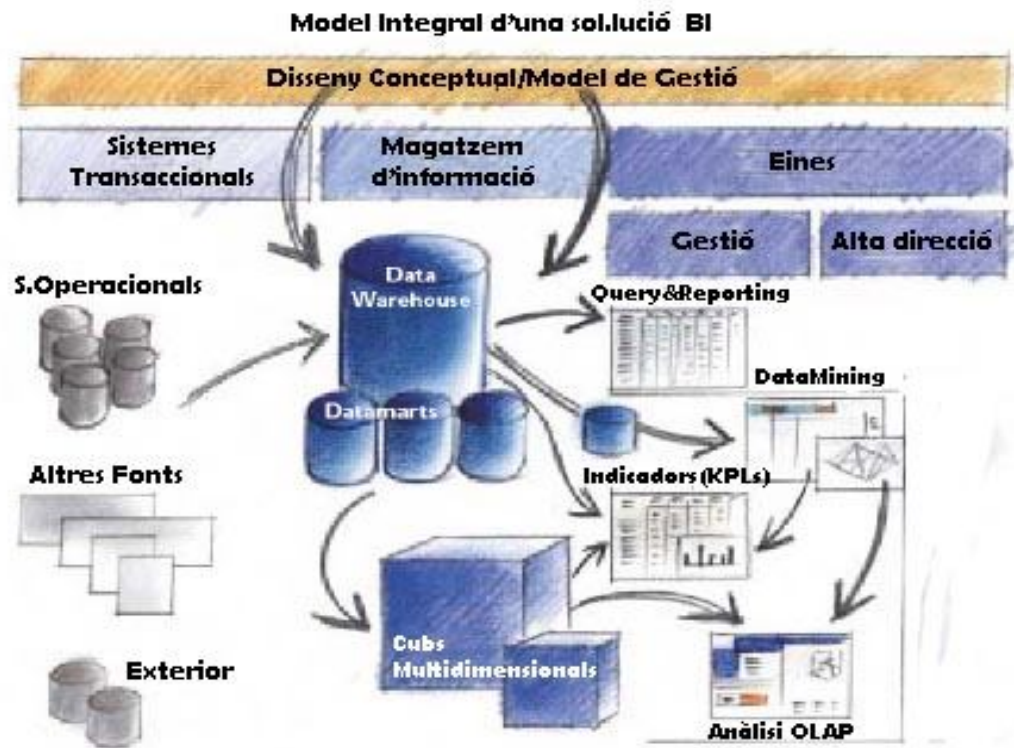 Model Integral d'una sol.lució BI
Disseny Conceptual/Model de Gestió
Sistemes
Transaccionals
Magatzem
d'informació
Eines
Gestió
Alta direcció
S.Operacionals
Data
Warehouse
Query&Reporting
DataMining
Datamarts
Altres Fonts
Indicadors(KPLs)
Cubs
Multidimensionals
Exterior
Anàlisi OLAP